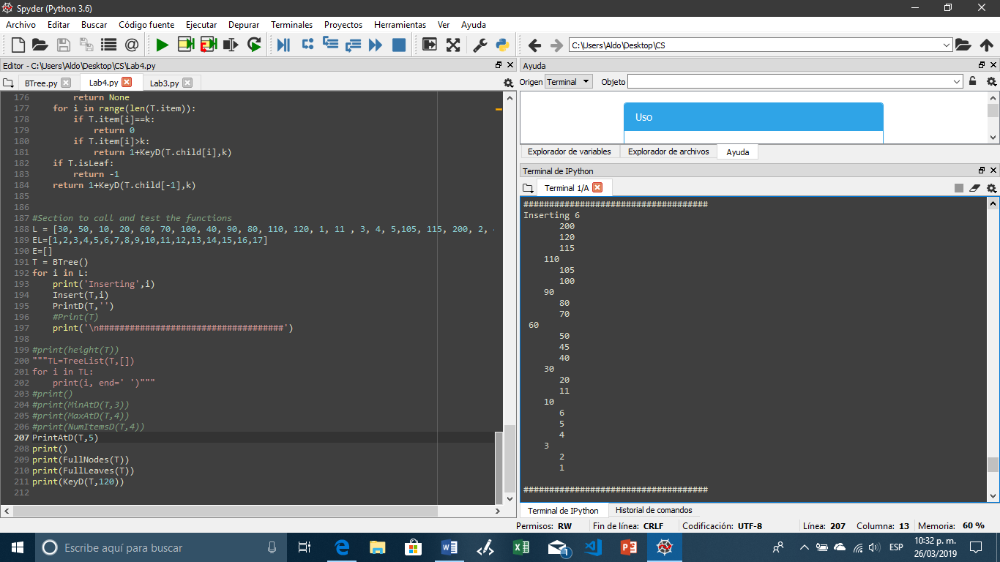 Spyder (Python 3.6)
Archivo Editar Buscar Código fuente Ejecutar Depurar Terminales Proyectos Herramientas Ver Ayuda
C:\Users\Aldo\Desktop\CS
Editor - C:\Users\Aldo\Desktop\CS\Lab4.py
BTree.py Lab4.py Lab3.py
176         return None
177     for i in range(len(T.item)):
178         if T.item[i]==k:
179             return 0
180         if T.item[i]>k:
181             return 1+KeyD(T.child[i],k)
182     if T.isLeaf:
183         return -1
184     return 1+KeyD(T.child[-1],k)
185
186
187 #Section to call and test the functions
188 L = [30, 50, 10, 20, 60, 70, 100, 40, 90, 80, 110, 120, 1, 11 , 3, 4, 5,105, 115, 200, 2,
189 EL=[1,2,3,4,5,6,7,8,9,10,11,12,13,14,15,16,17]
190 E=[]
191 T = BTree()
192 for i in L:
193     print('Inserting',i)
194     Insert(T,i)
195     PrintD(T,'')
196     #Print(T)
197     print('\n####################################')
198
199 #print(height(T))
200 """TL=TreeList(T,[])
201 for i in TL:
202     print(i, end=' ')"""
203 #print()
204 #print(MinAtD(T,3))
205 #print(MaxAtD(T,4))
206 #print(NumItemsD(T,4))
207 PrintAtD(T,5)
208 print()
209 print(FullNodes(T))
210 print(FullLeaves(T))
211 print(KeyD(T,120))
212
Ayuda
Origen Terminal Objeto
Uso
Explorador de variables Explorador de archivos Ayuda
Terminal de IPython
Terminal 1/A
####################################
Inserting 6
200
120
115
110
105
100
90
80
70
60
50
45
40
30
20
11
10
6
5
4
3
2
1
####################################
Terminal de IPython Historial de comandos
Permisos: RW Fin de línea: CRLF Codificación: UTF-8 Línea: 207 Columna: 13 Memoria: 60 %
Escribe aquí para buscar
1
ESP
10:32 p. m.
26/03/2019